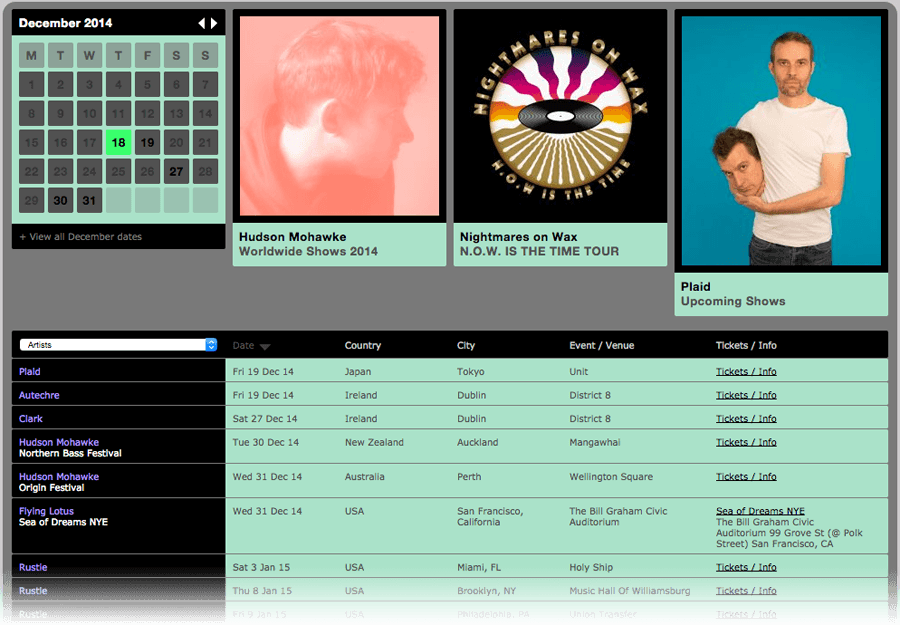 December 2014
M T W T F S S
1 2 3 4 5 6 7
8 9 10 11 12 13 14
15 16 17 18 19 20 21
22 23 24 25 26 27 28
29 30 31
+ View all December dates
NIGHTMARES ON WAX
N.O.W IS THE TIME
Hudson Mohawke
Worldwide Shows 2014
Nightmares on Wax
N.O.W. IS THE TIME TOUR
Plaid
Upcoming Shows
Artists Date Country City Event / Venue Tickets / Info
Plaid Fri 19 Dec 14 Japan Tokyo Unit Tickets / Info
Autechre Fri 19 Dec 14 Ireland Dublin District 8 Tickets / Info
Clark Sat 27 Dec 14 Ireland Dublin District 8 Tickets / Info
Hudson Mohawke Tue 30 Dec 14 New Zealand Auckland Mangawhai Tickets / Info
Northern Bass Festival
Hudson Mohawke Wed 31 Dec 14 Australia Perth Wellington Square Tickets / Info
Origin Festival
Flying Lotus Wed 31 Dec 14 USA San Francisco, The Bill Graham Civic Sea of Dreams NYE
Sea of Dreams NYE California Auditorium The Bill Graham Civic
Auditorium 99 Grove St (@ Polk
Street) San Francisco, CA
Rustie Sat 3 Jan 15 USA Miami, FL Holy Ship Tickets / Info
Rustie Thu 8 Jan 15 USA Brooklyn, NY Music Hall Of Williamsburg Tickets / Info
Rustie Fri 9 Jan 15 USA Philadelphia, PA Union Transfer Tickets / Info